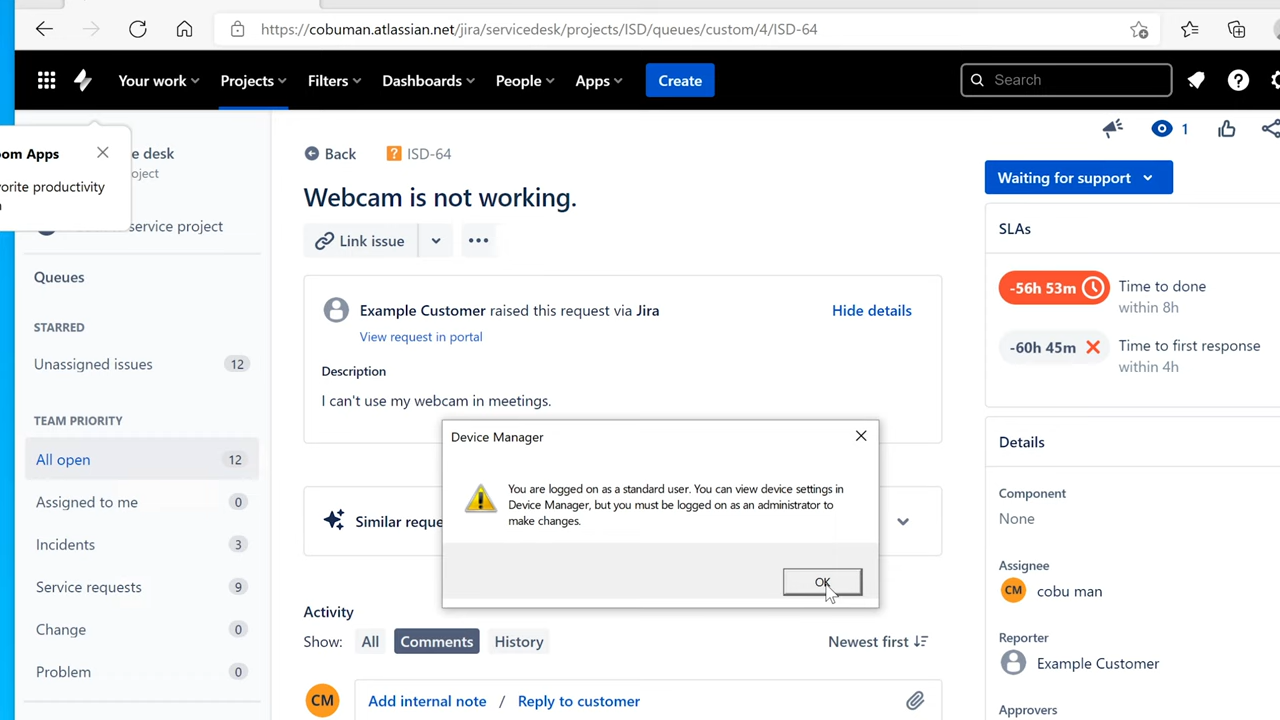 https://cobuman.atlassian.net/jira/servicedesk/projects/ISD/queues/custom/4/ISD-64
Your work
Projects
Filters
Dashboards
People
Apps
Create
Search
om Apps
orite productivity
e desk
oject
service project
Queues
STARRED
Unassigned issues 12
TEAM PRIORITY
All open 12
Assigned to me 0
Incidents 3
Service requests 9
Change 0
Problem 0
Back
ISD-64
Webcam is not working.
Link issue
Example Customer raised this request via Jira
Hide details
View request in portal
Description
I can't use my webcam in meetings.
Similar reque
Device Manager
You are logged on as a standard user. You can view device settings in
Device Manager, but you must be logged on as an administrator to
make changes.
OK
Activity
Show: All Comments History
Newest first
CM
Add internal note / Reply to customer
1
Waiting for support
SLAs
-56h 53m
Time to done
within 8h
-60h 45m
Time to first response
within 4h
Details
Component
None
Assignee
CM
cobu man
Reporter
Example Customer
Approvers